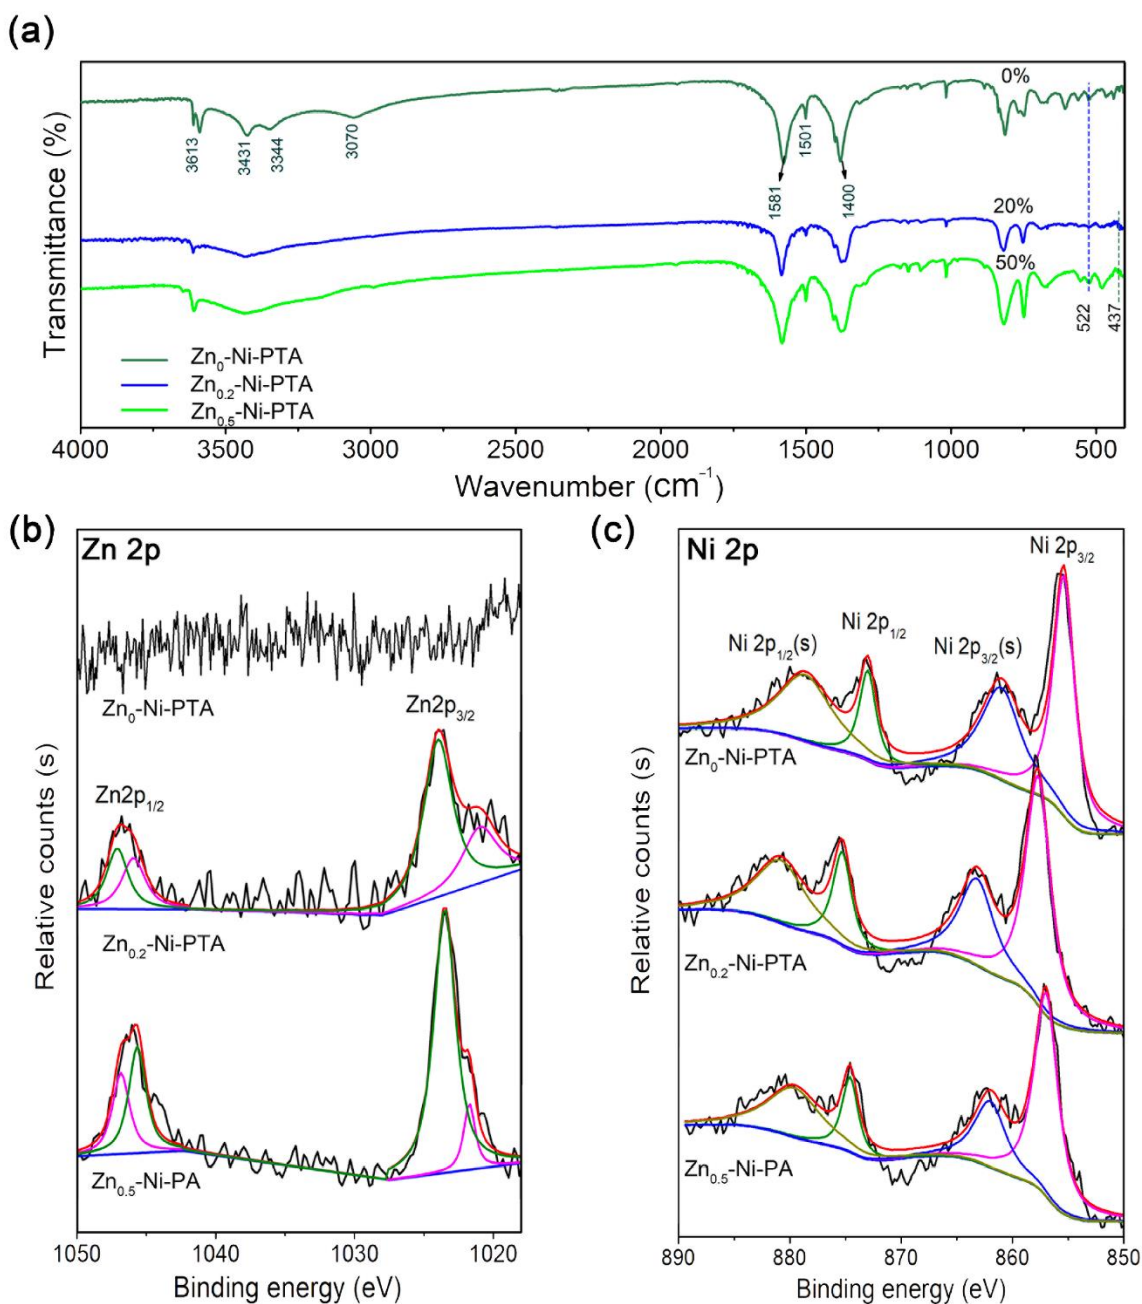 (a)
Transmittance (%)
0%
3613
3431
3344
3070
1581
1501
1400
20%
50%
522
437
Zn0-Ni-PTA
Zn0.2-Ni-PTA
Zn0.5-Ni-PTA
4000 3500 3000 2500 2000 1500 1000 500
Wavenumber (cm⁻¹)
(b)
Zn 2p
Relative counts (s)
Zn0-Ni-PTA
Zn2p3/2
Zn2p1/2
Zn0.2-Ni-PTA
Zn0.5-Ni-PA
1050 1040 1030 1020
Binding energy (eV)
(c)
Ni 2p
Relative counts (s)
Ni 2p3/2
Ni 2p1/2
Ni 2p1/2(s)
Ni 2p3/2(s)
Zn0-Ni-PTA
Zn0.2-Ni-PTA
Zn0.5-Ni-PA
890 880 870 860 850
Binding energy (eV)